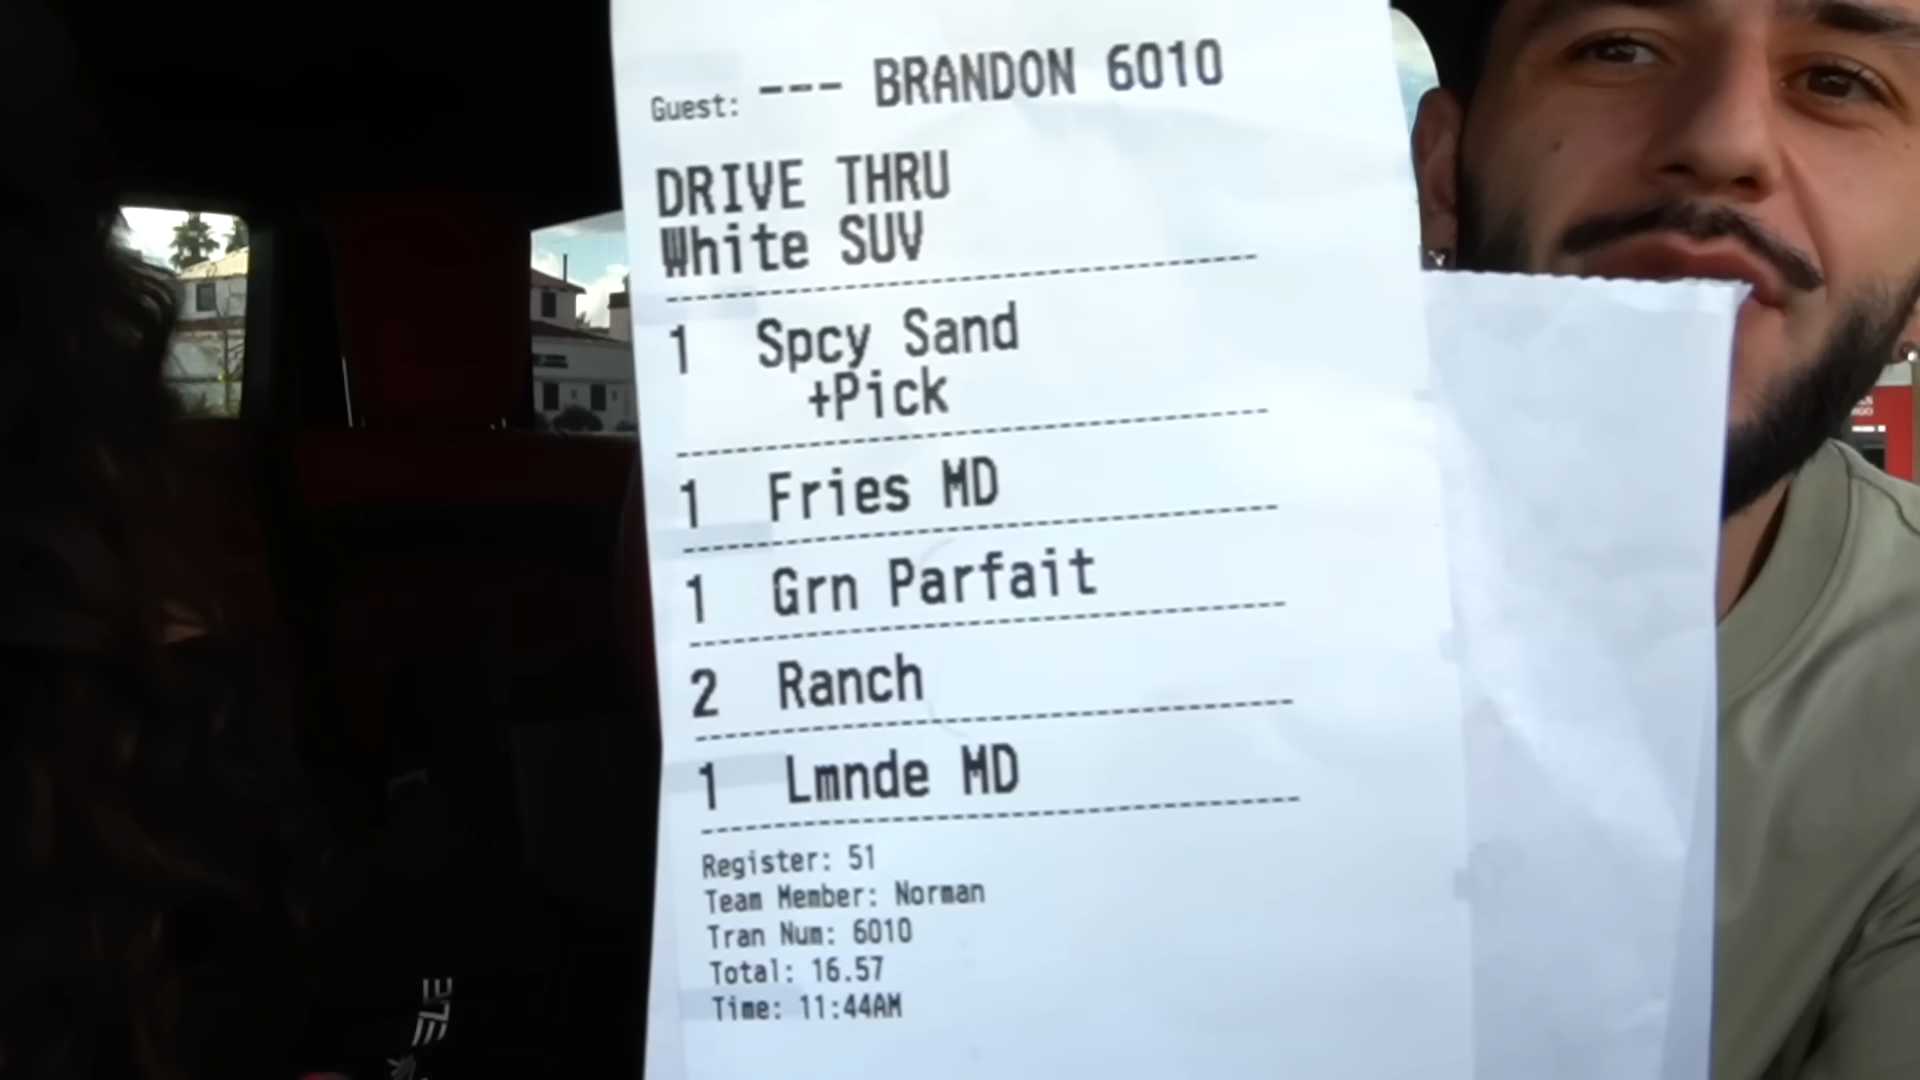 Guest: --- BRANDON 6010
DRIVE THRU
White SUV
1 Spcy Sand
+Pick
1 Fries MD
1 Grn Parfait
2 Ranch
1 Lmnde MD
Register: 51
Team Member: Norman
Tran Num: 6010
Total: 16.57
Time: 11:44AM